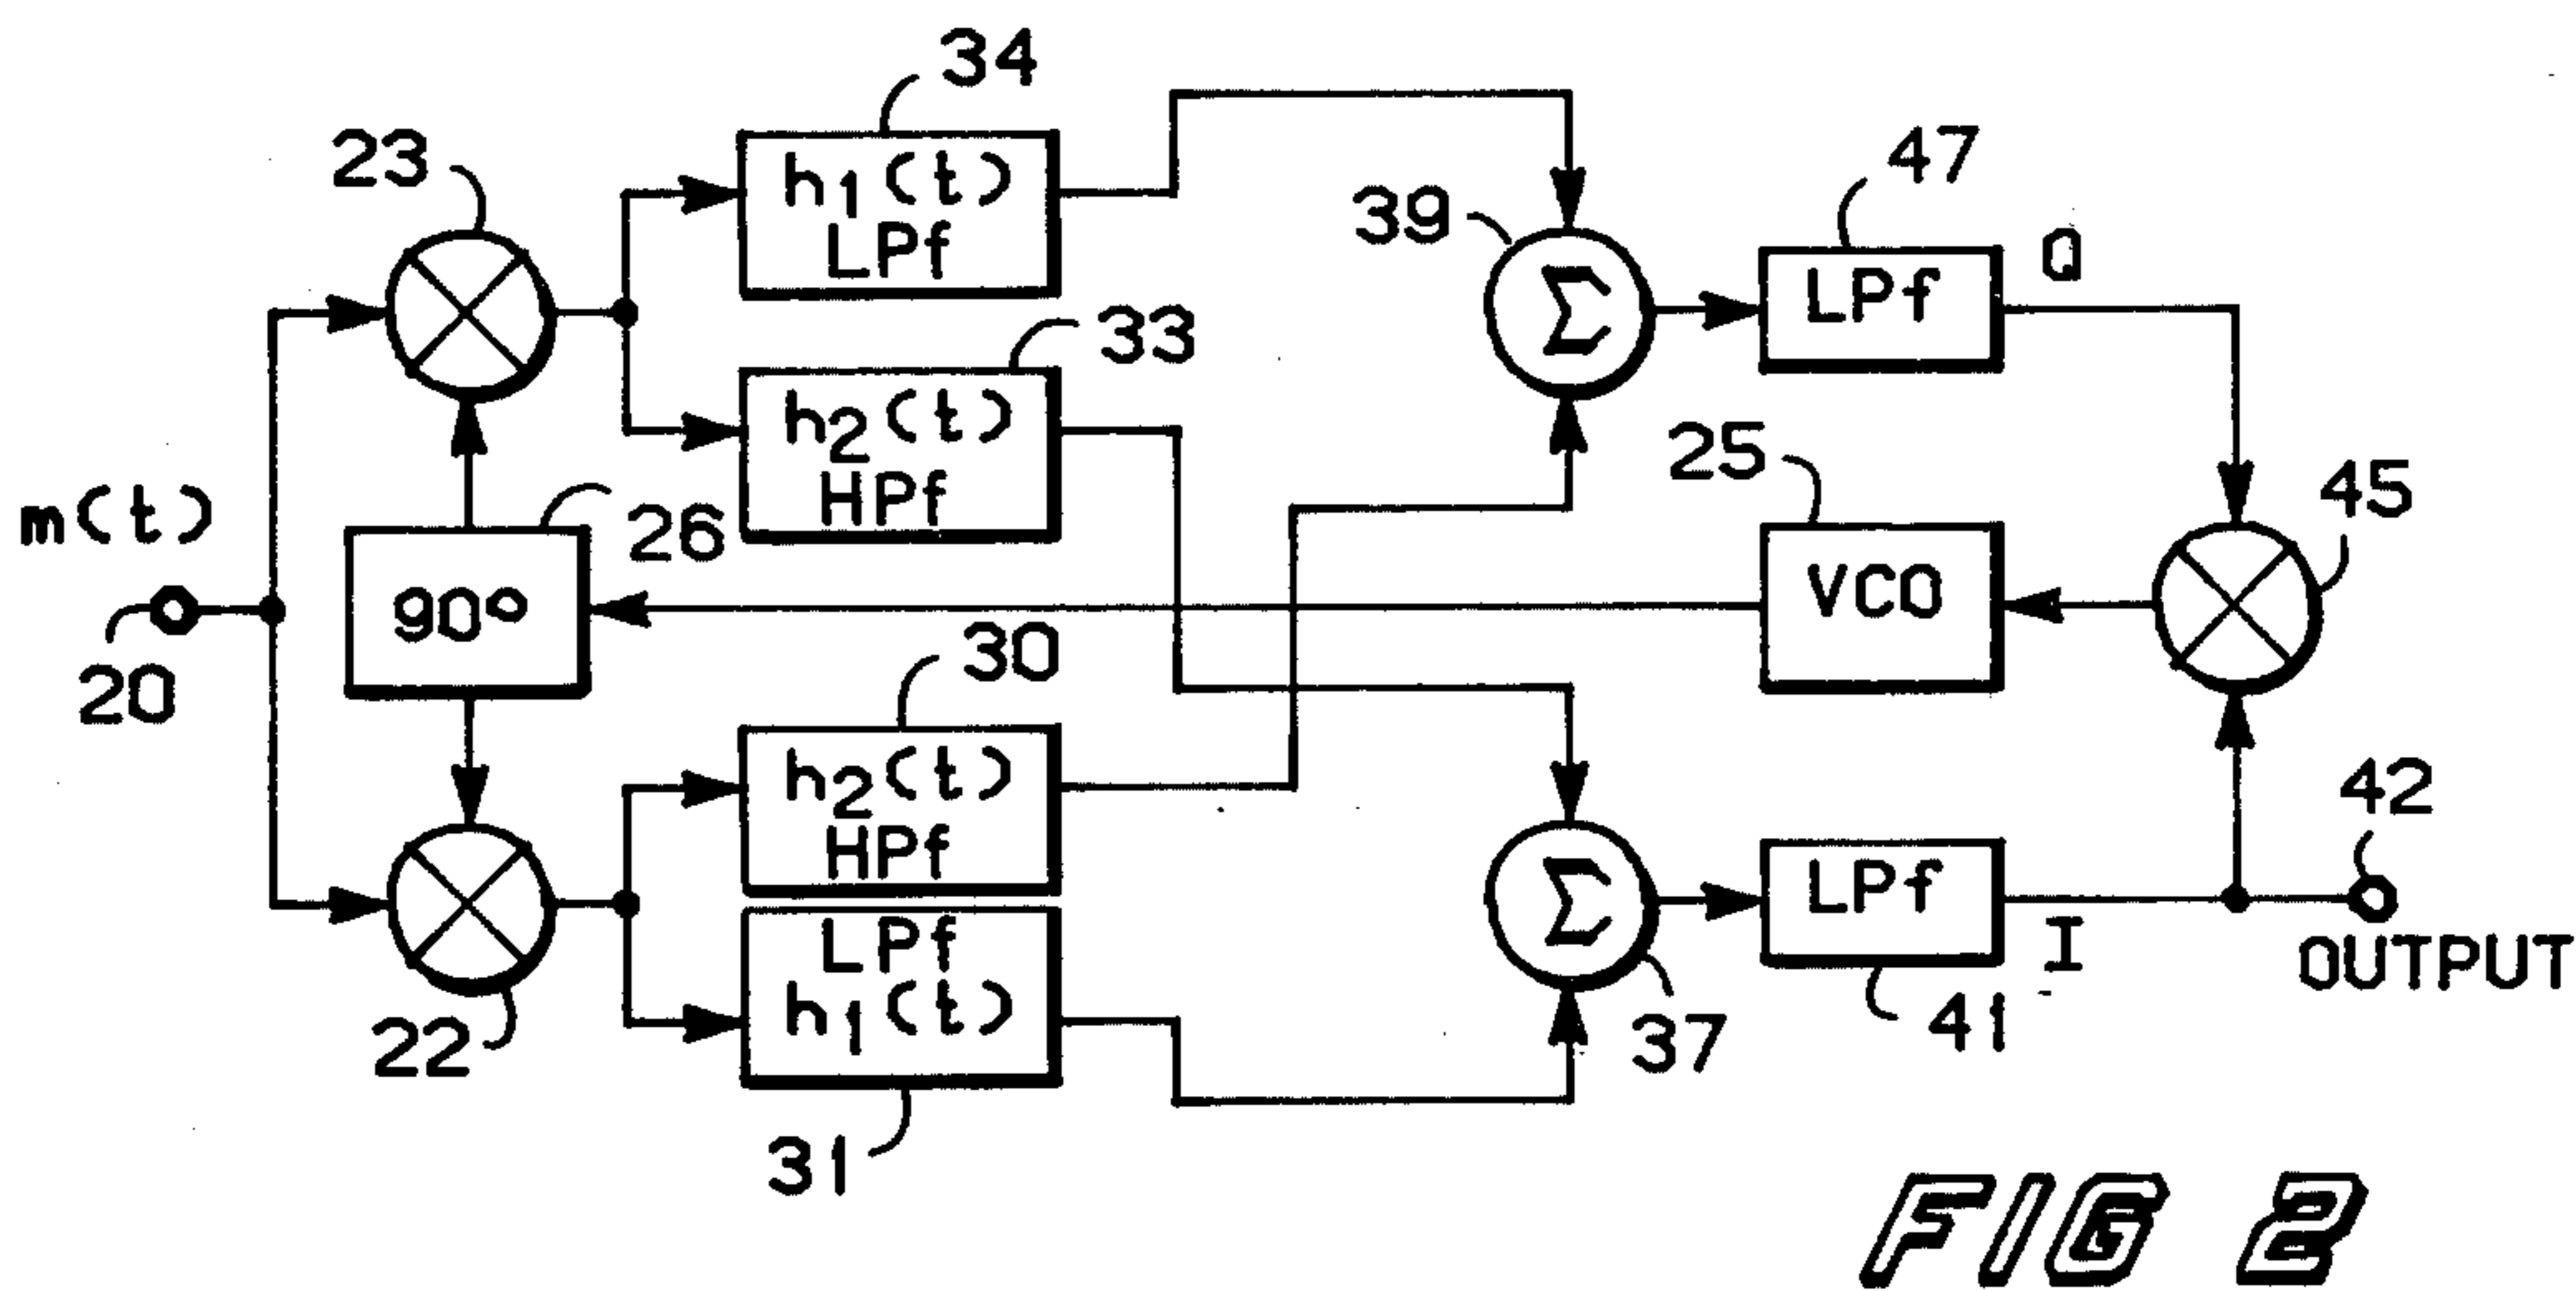 34
h1(t)
LPf
23
33
h2(t)
HPf
39
Σ
47
LPf
Q
m(t)
20
26
90°
25
VCO
45
30
h2(t)
HPf
22
LPf
h1(t)
31
Σ
37
LPf
41
I
42
OUTPUT
FIG 2